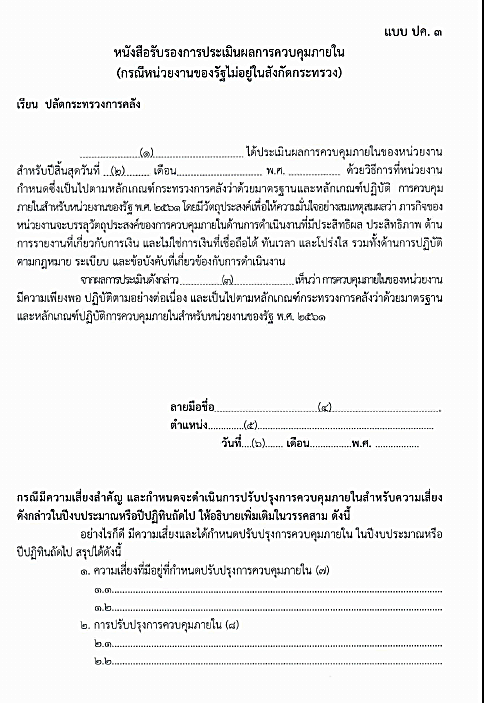 แบบ ปค. ๓
หนังสือรับรองการประเมินผลการควบคุมภายใน
(กรณีหน่วยงานของรัฐไม่อยู่ในสังกัดกระทรวง)
เรียน ปลัดกระทรวงการคลัง
....................(๑)............................... ได้ประเมินผลการควบคุมภายในของหน่วยงาน
สำหรับปีสิ้นสุดวันที่ ...(๒)....... เดือน............................ พ.ศ. ................. ด้วยวิธีการที่หน่วยงาน
กำหนดซึ่งเป็นไปตามหลักเกณฑ์กระทรวงการคลังว่าด้วยมาตรฐานและหลักเกณฑ์ปฏิบัติ การควบคุม
ภายในสำหรับหน่วยงานของรัฐ พ.ศ. ๒๕๖๑ โดยมีวัตถุประสงค์เพื่อให้ความมั่นใจอย่างสมเหตุสมผลว่า ภารกิจของ
หน่วยงานจะบรรลุวัตถุประสงค์ของการควบคุมภายในด้านการดำเนินงานที่มีประสิทธิผล ประสิทธิภาพ ด้าน
การรายงานที่เกี่ยวกับการเงิน และไม่ใช่การเงินที่เชื่อถือได้ ทันเวลา และโปร่งใส รวมทั้งด้านการปฏิบัติ
ตามกฎหมาย ระเบียบ และข้อบังคับที่เกี่ยวข้องกับการดำเนินงาน
จากผลการประเมินดังกล่าว.............(๓)..................เห็นว่า การควบคุมภายในของหน่วยงาน
มีความเพียงพอ ปฏิบัติตามอย่างต่อเนื่อง และเป็นไปตามหลักเกณฑ์กระทรวงการคลังว่าด้วยมาตรฐาน
และหลักเกณฑ์ปฏิบัติการควบคุมภายในสำหรับหน่วยงานของรัฐ พ.ศ. ๒๕๖๑
ลายมือชื่อ..............................(๔)................................
ตำแหน่ง............(๕)....................................................
วันที่....(๖)....... เดือน..............พ.ศ. ...............
กรณีมีความเสี่ยงสำคัญ และกำหนดจะดำเนินการปรับปรุงการควบคุมภายในสำหรับความเสี่ยง
ดังกล่าวในปีงบประมาณหรือปีปฏิทินถัดไป ให้อธิบายเพิ่มเติมในวรรคสาม ดังนี้
อย่างไรก็ดี มีความเสี่ยงและได้กำหนดปรับปรุงการควบคุมภายใน ในปีงบประมาณหรือ
ปีปฏิทินถัดไป สรุปได้ดังนี้
๑. ความเสี่ยงที่มีอยู่ที่กำหนดปรับปรุงการควบคุมภายใน (๗)
๑.๑..........................................................................................
๑.๒..........................................................................................
๒. การปรับปรุงการควบคุมภายใน (๘)
๒.๑..........................................................................................
๒.๒..........................................................................................